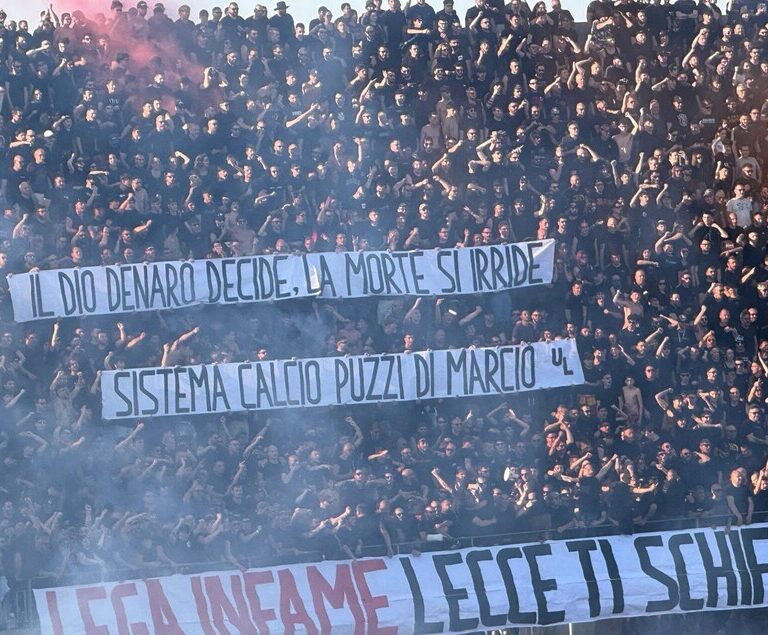 IL DIO DENARO DECIDE, LA MORTE SI IRRIDE
SISTEMA CALCIO PUZZI DI MARCIO UL
LEGA INFAME LECCE TI SCHIF